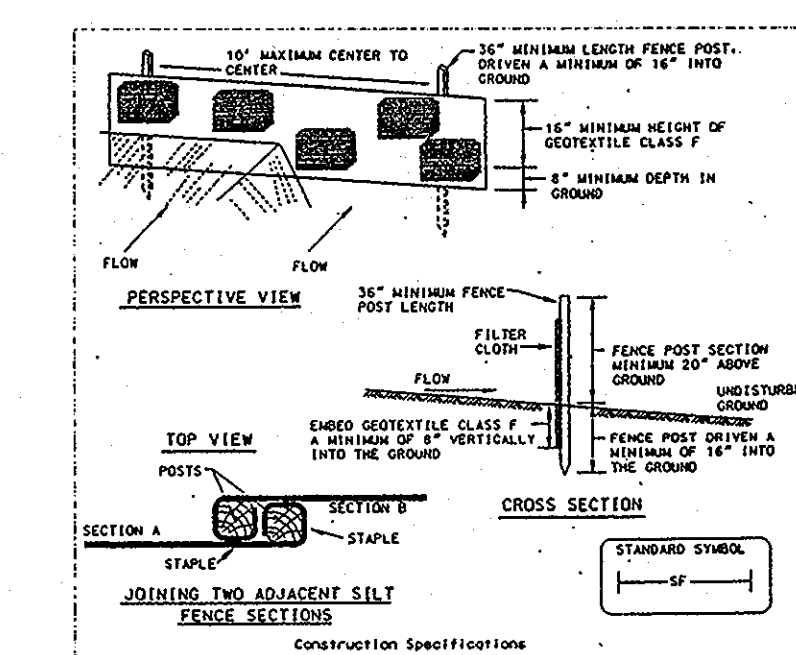 10' MAXIMUM CENTER TO
CENTER
36" MINIMUM LENGTH FENCE POST,
DRIVEN A MINIMUM OF 16" INTO
GROUND
16" MINIMUM HEIGHT OF
GEOTEXTILE CLASS F
8" MINIMUM DEPTH IN
GROUND
FLOW
FLOW
PERSPECTIVE VIEW
36" MINIMUM FENCE
POST LENGTH
FILTER
CLOTH
FENCE POST SECTION
MINIMUM 20" ABOVE
GROUND
FLOW
UNDISTURBE
GROUND
EMBED GEOTEXTILE CLASS F
A MINIMUM OF 8" VERTICALLY
INTO THE GROUND
FENCE POST DRIVEN A
MINIMUM OF 16" INTO
THE GROUND
CROSS SECTION
TOP VIEW
POSTS
SECTION B
SECTION A
STAPLE
STAPLE
JOINING TWO ADJACENT SILT
FENCE SECTIONS
STANDARD SYMBOL
SF
Construction Specifications